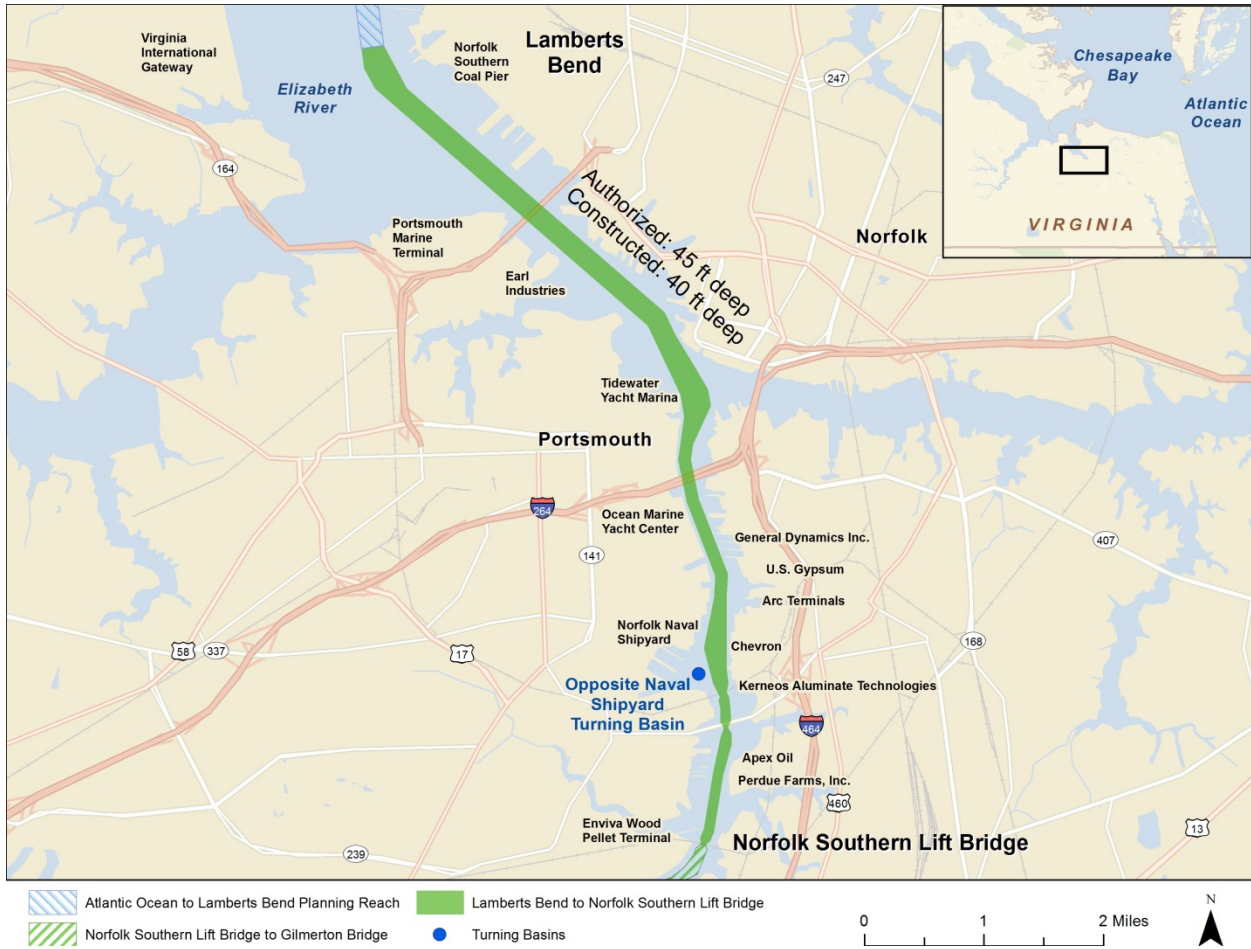 Virginia
International
Gateway
Norfolk
Southern
Coal Pier
Lamberts
Bend
247
Chesapeake
Bay
Atlantic
Ocean
VIRGINIA
Elizabeth
River
164
Portsmouth
Marine
Terminal
Earl
Industries
Authorized: 45 ft deep
Constructed: 40 ft deep
Norfolk
Tidewater
Yacht Marina
Portsmouth
264
Ocean Marine
Yacht Center
141
General Dynamics Inc.
407
U.S. Gypsum
Arc Terminals
Norfolk Naval
Shipyard
Chevron
58
337
17
168
Opposite Naval
Shipyard
Turning Basin
Kerneos Aluminate Technologies
464
Apex Oil
Perdue Farms, Inc.
460
Enviva Wood
Pellet Terminal
Norfolk Southern Lift Bridge
13
239
Atlantic Ocean to Lamberts Bend Planning Reach
Lamberts Bend to Norfolk Southern Lift Bridge
Norfolk Southern Lift Bridge to Gilmerton Bridge
Turning Basins
0 1 2 Miles
N